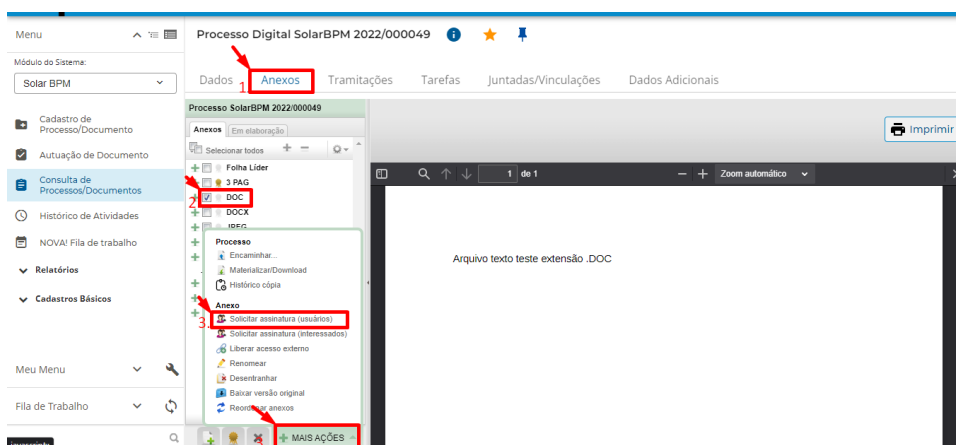 Menu
Módulo do Sistema:
Solar BPM
Cadastro de
Processo/Documento
Autuação de Documento
Consulta de
Processos/Documentos
Histórico de Atividades
NOVA! Fila de trabalho
Relatórios
Cadastros Básicos
Meu Menu
Fila de Trabalho
Processo Digital SolarBPM 2022/000049
1.
Dados Anexos Tramitações Tarefas Juntadas/Vinculações Dados Adicionais
Processo SolarBPM 2022/000049
Anexos Em elaboração
Selecionar todos
Folha Líder
3 PAG
2
DOC
DOCX
JPEG
Processo
Encaminhar...
Materializar/Download
Histórico cópia
Anexo
3.
Solicitar assinatura (usuários)
Solicitar assinatura (interessados)
Liberar acesso externo
Renomear
Desentranhar
Baixar versão original
Reordenar anexos
MAIS AÇÕES
Imprimir
1 de 1
Zoom automático
Arquivo texto teste extensão .DOC